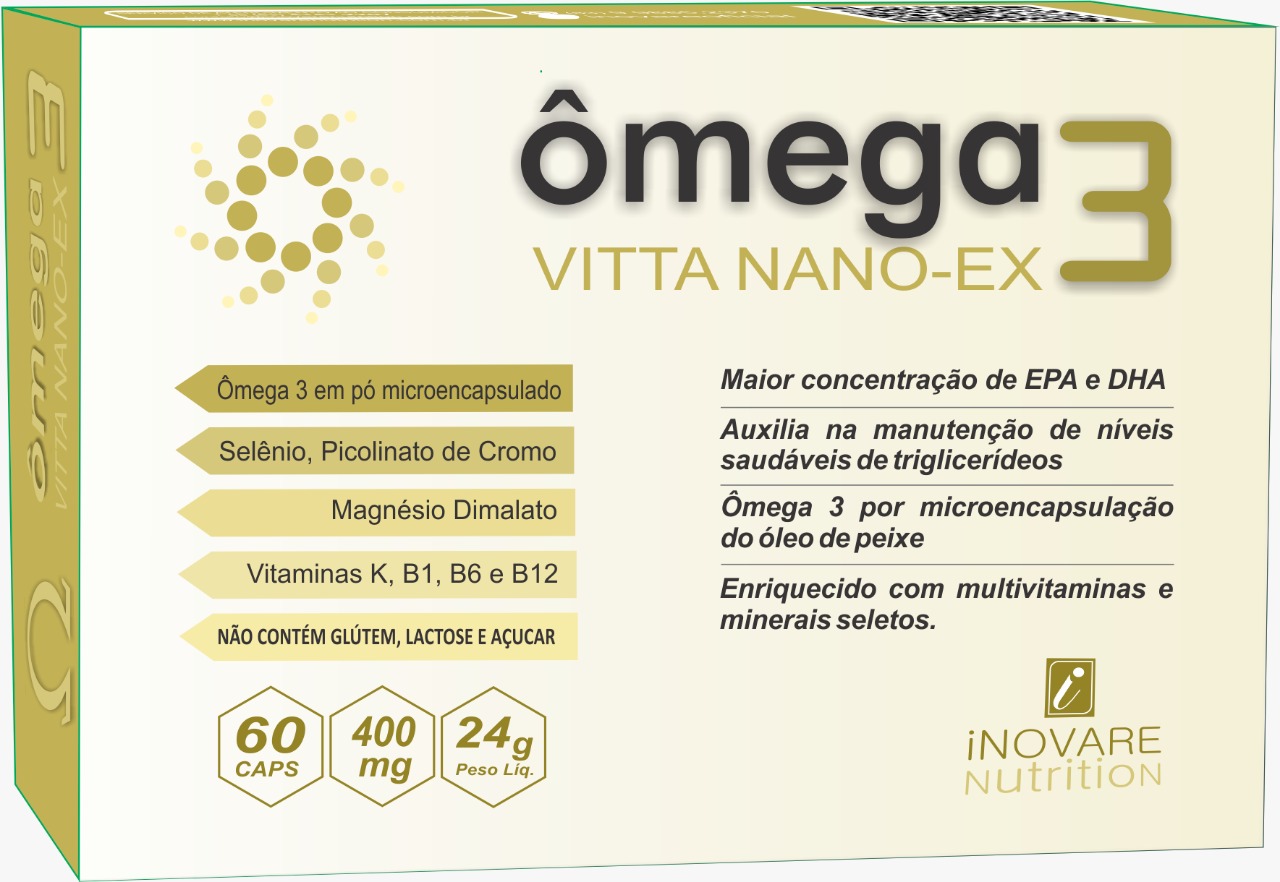 ômega 3
VITTA NANO-EX
Ômega 3 em pó microencapsulado
Selênio, Picolinato de Cromo
Magnésio Dimalato
Vitaminas K, B1, B6 e B12
NÃO CONTÉM GLÚTEM, LACTOSE E AÇUCAR
60
CAPS
400
mg
24g
Peso Líq.
Maior concentração de EPA e DHA
Auxilia na manutenção de níveis
saudáveis de triglicerídeos
Ômega 3 por microencapsulação
do óleo de peixe
Enriquecido com multivitaminas e
minerais seletos.
i
iNOVARE
Nutrition
ômega 3
VITTA NANO-EX
Ω